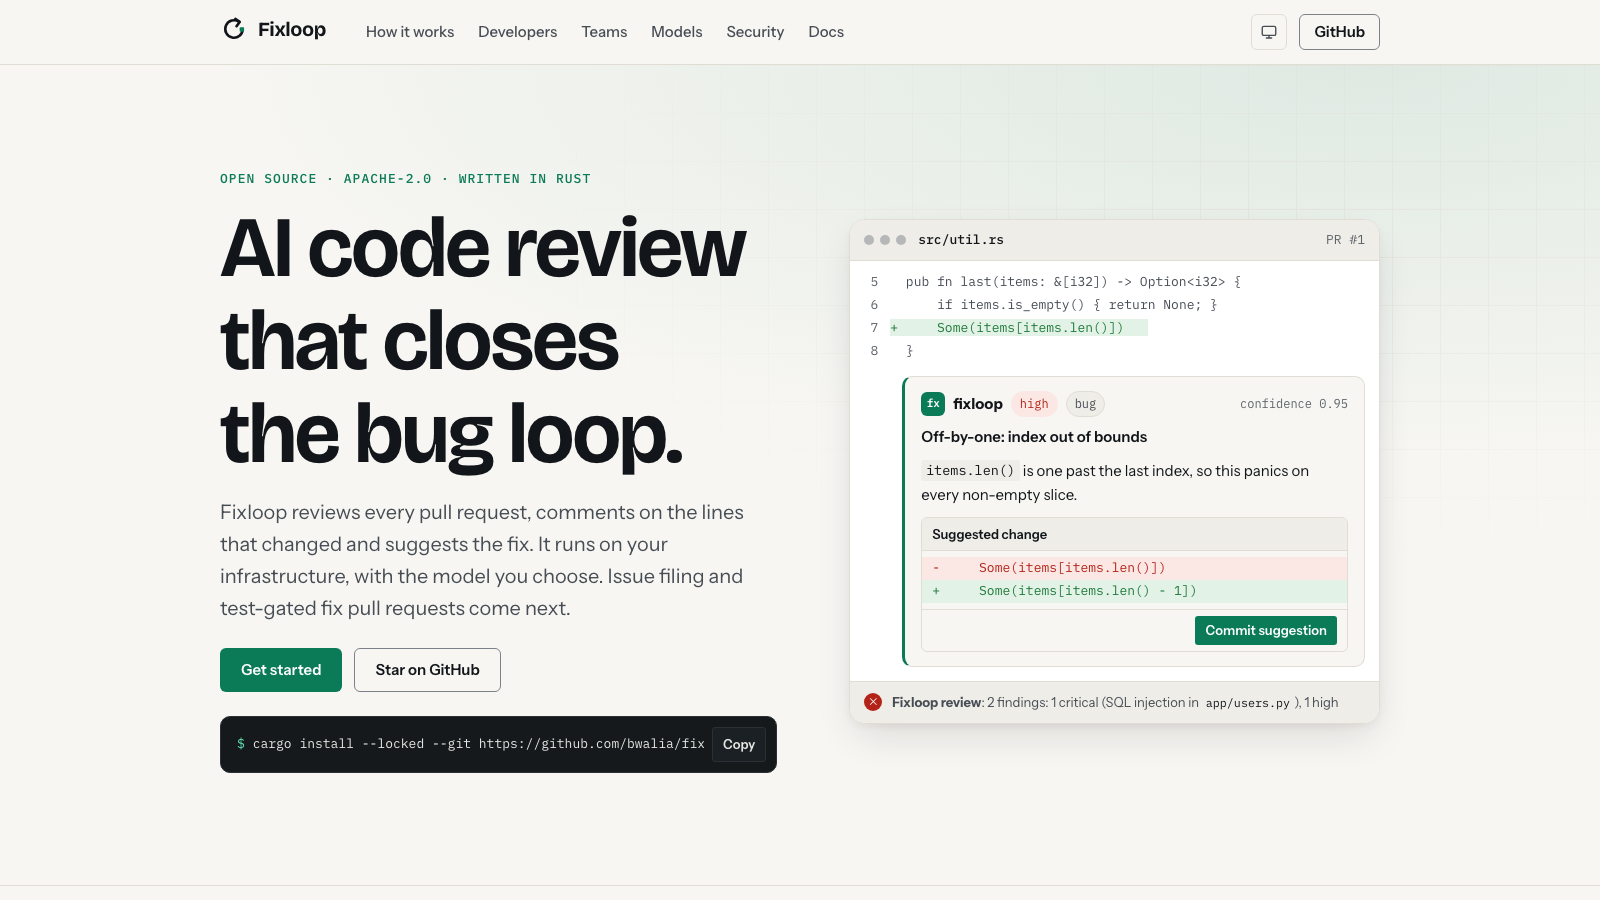 Fixloop
How it works
Developers
Teams
Models
Security
Docs
GitHub
OPEN SOURCE · APACHE-2.0 · WRITTEN IN RUST
AI code review
that closes
the bug loop.
Fixloop reviews every pull request, comments on the lines
that changed and suggests the fix. It runs on your
infrastructure, with the model you choose. Issue filing and
test-gated fix pull requests come next.
Get started
Star on GitHub
$ cargo install --locked --git https://github.com/bwalia/fix
Copy
src/util.rs
PR #1
5 pub fn last(items: &[i32]) -> Option<i32> {
6 if items.is_empty() { return None; }
7 + Some(items[items.len()])
8 }
fx fixloop high bug confidence 0.95
Off-by-one: index out of bounds
items.len() is one past the last index, so this panics on
every non-empty slice.
Suggested change
- Some(items[items.len()])
+ Some(items[items.len() - 1])
Commit suggestion
Fixloop review: 2 findings: 1 critical (SQL injection in app/users.py ), 1 high